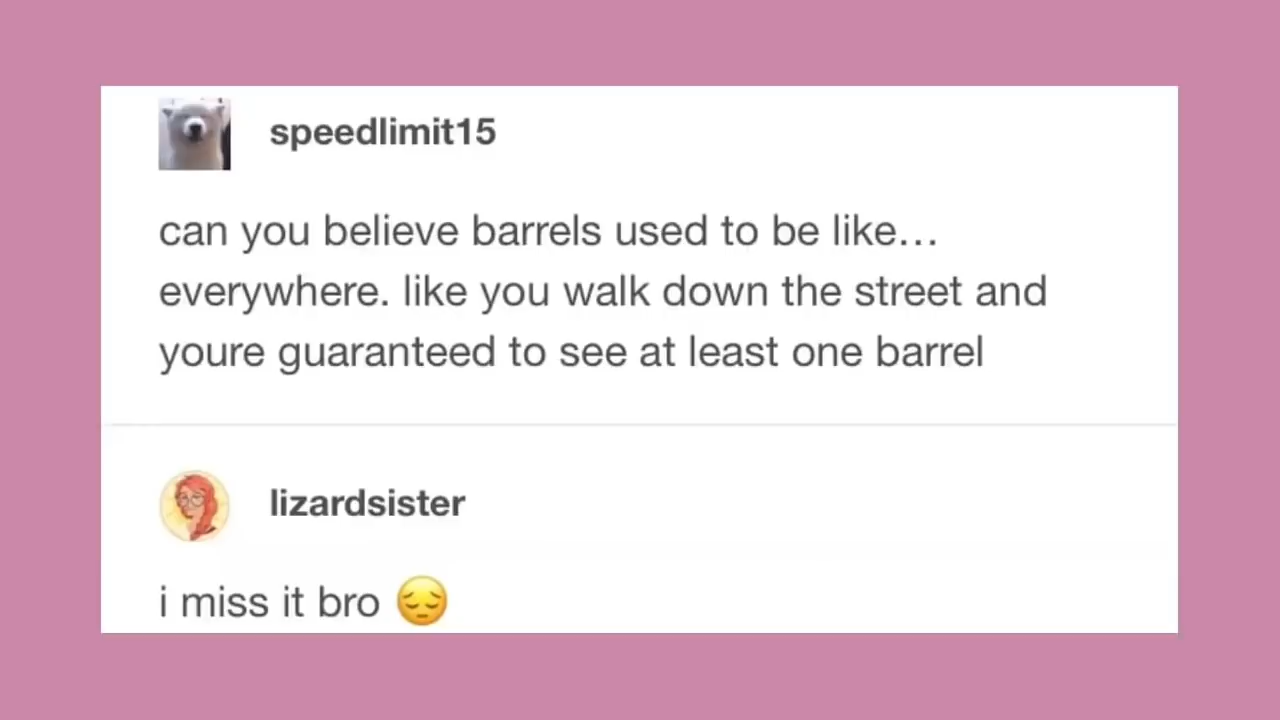 speedlimit15
can you believe barrels used to be like...
everywhere. like you walk down the street and
youre guaranteed to see at least one barrel
lizardsister
i miss it bro 😔